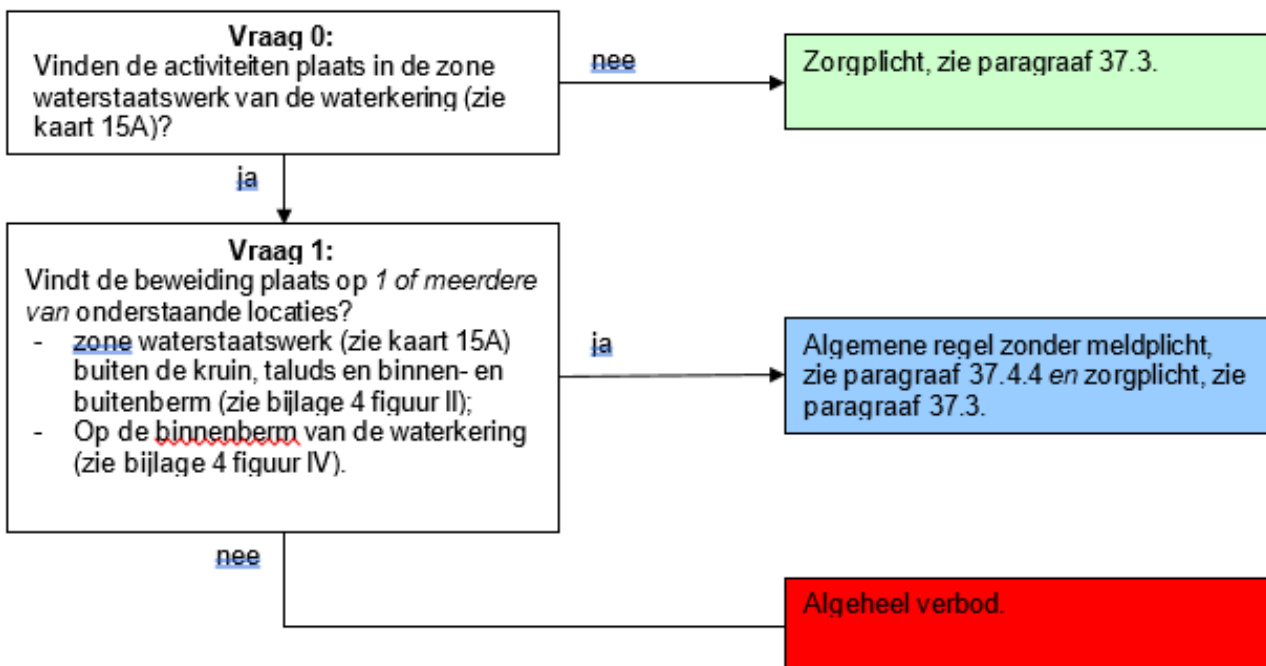 Vraag 0:
Vinden de activiteiten plaats in de zone
waterstaatswerk van de waterkering (zie
kaart 15A)?
nee
Zorgplicht, zie paragraaf 37.3.
ja
Vraag 1:
Vindt de beweiding plaats op 1 of meerdere
van onderstaande locaties?
- zone waterstaatswerk (zie kaart 15A)
buiten de kruin, taluds en binnen- en
buitenberm (zie bijlage 4 figuur II);
- Op de binnenberm van de waterkering
(zie bijlage 4 figuur IV).
ja
Algemene regel zonder meldplicht,
zie paragraaf 37.4.4 en zorgplicht, zie
paragraaf 37.3.
nee
Algeheel verbod.